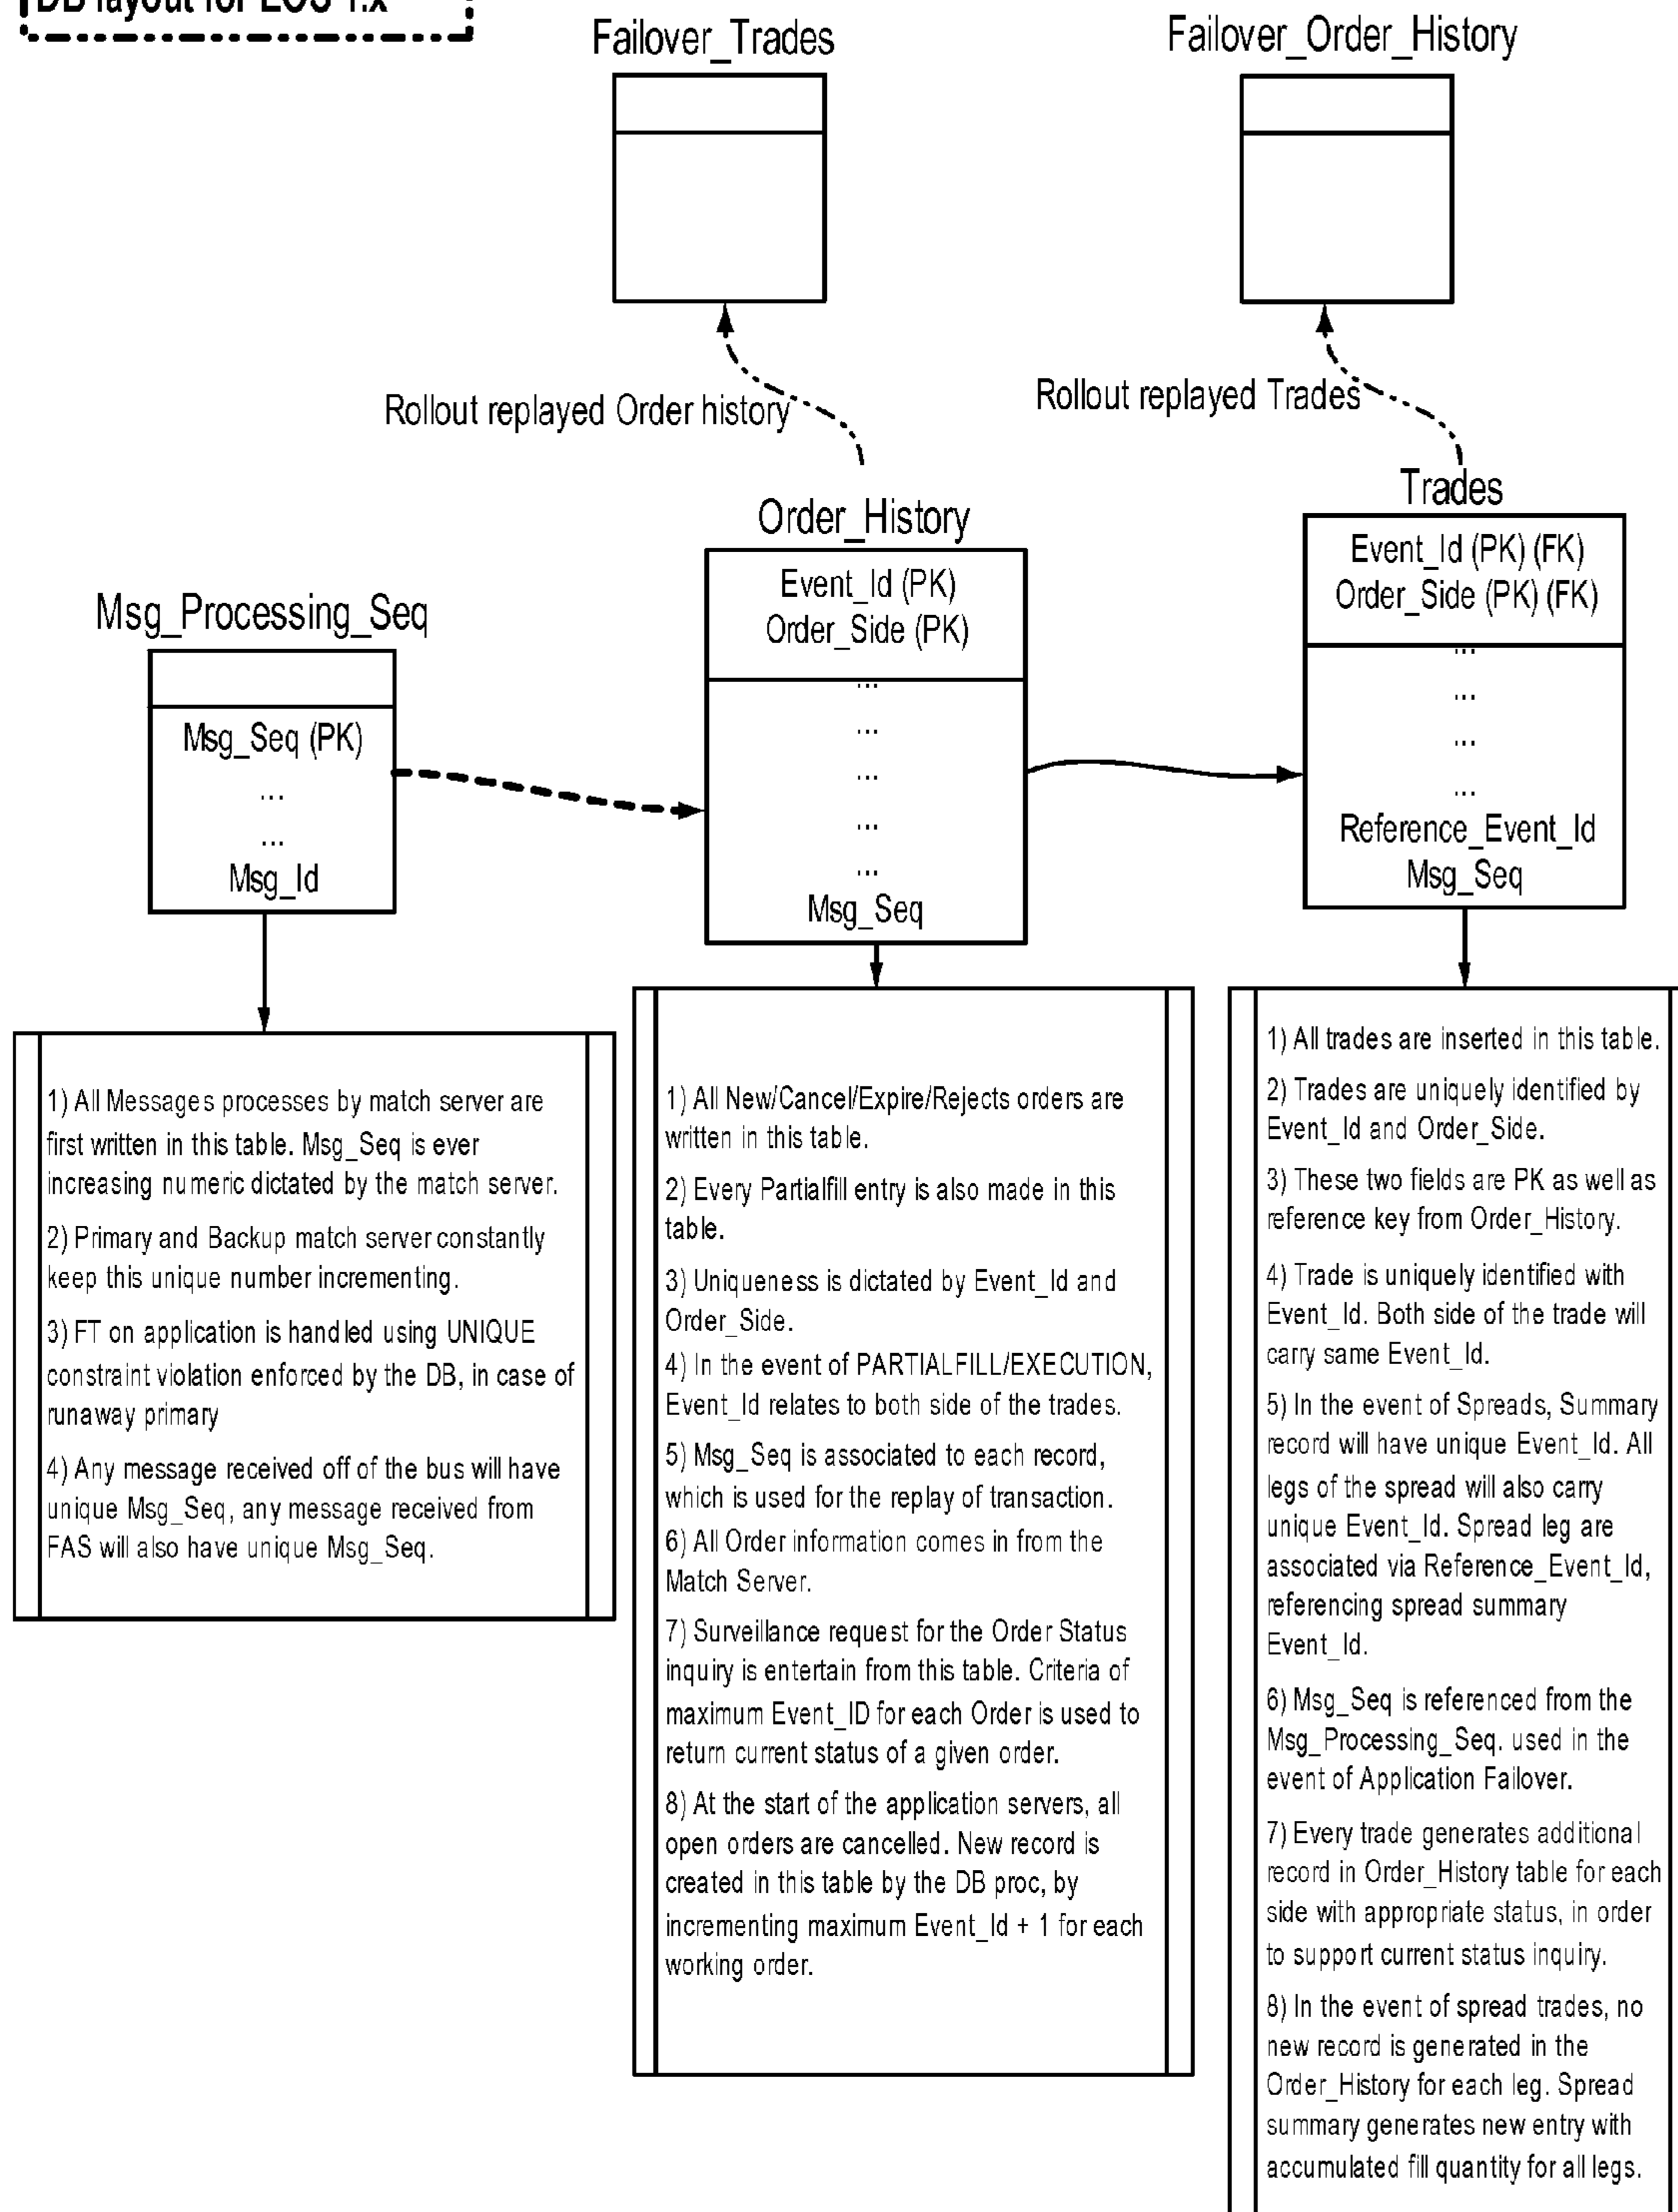 DB layout for EOS 1.x
Failover_Trades
Failover_Order_History
Rollout replayed Order history
Rollout replayed Trades
Msg_Processing_Seq
Msg_Seq (PK)
...
...
Msg_Id
Order_History
Event_Id (PK)
Order_Side (PK)
...
...
...
...
...
Msg_Seq
Trades
Event_Id (PK) (FK)
Order_Side (PK) (FK)
...
...
...
...
Reference_Event_Id
Msg_Seq
1) All Messages processes by match server are
first written in this table. Msg_Seq is ever
increasing numeric dictated by the match server.
2) Primary and Backup match server constantly
keep this unique number incrementing.
3) FT on application is handled using UNIQUE
constraint violation enforced by the DB, in case of
runaway primary
4) Any message received off of the bus will have
unique Msg_Seq, any message received from
FAS will also have unique Msg_Seq.
1) All New/Cancel/Expire/Rejects orders are
written in this table.
2) Every Partialfill entry is also made in this
table.
3) Uniqueness is dictated by Event_Id and
Order_Side.
4) In the event of PARTIALFILL/EXECUTION,
Event_Id relates to both side of the trades.
5) Msg_Seq is associated to each record,
which is used for the replay of transaction.
6) All Order information comes in from the
Match Server.
7) Surveillance request for the Order Status
inquiry is entertain from this table. Criteria of
maximum Event_ID for each Order is used to
return current status of a given order.
8) At the start of the application servers, all
open orders are cancelled. New record is
created in this table by the DB proc, by
incrementing maximum Event_Id + 1 for each
working order.
1) All trades are inserted in this table.
2) Trades are uniquely identified by
Event_Id and Order_Side.
3) These two fields are PK as well as
reference key from Order_History.
4) Trade is uniquely identified with
Event_Id. Both side of the trade will
carry same Event_Id.
5) In the event of Spreads, Summary
record will have unique Event_Id. All
legs of the spread will also carry
unique Event_Id. Spread leg are
associated via Reference_Event_Id,
referencing spread summary
Event_Id.
6) Msg_Seq is referenced from the
Msg_Processing_Seq. used in the
event of Application Failover.
7) Every trade generates additional
record in Order_History table for each
side with appropriate status, in order
to support current status inquiry.
8) In the event of spread trades, no
new record is generated in the
Order_History for each leg. Spread
summary generates new entry with
accumulated fill quantity for all legs.